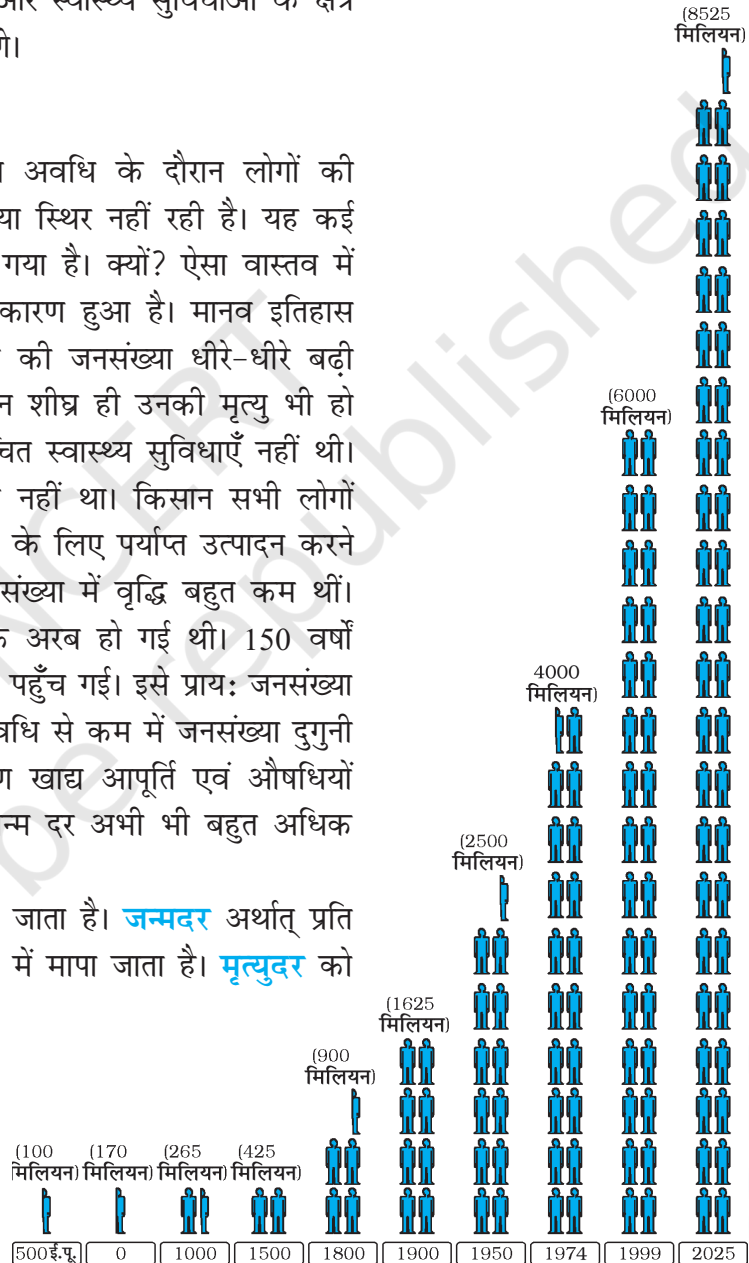 और स्वास्थ्य सुविधाओं के क्षेत्र
अवधि के दौरान लोगों की
या स्थिर नहीं रही है। यह कई
गया है। क्यों? ऐसा वास्तव में
कारण हुआ है। मानव इतिहास
की जनसंख्या धीरे-धीरे बढ़ी
शीघ्र ही उनकी मृत्यु भी हो
स्वास्थ्य सुविधाएँ नहीं थी।
नहीं था। किसान सभी लोगों
के लिए पर्याप्त उत्पादन करने
संख्या में वृद्धि बहुत कम थीं।
अरब हो गई थी। 150 वर्षों
पहुँच गई। इसे प्राय: जनसंख्या
से कम में जनसंख्या दुगुनी
खाद्य आपूर्ति एवं औषधियों
दर अभी भी बहुत अधिक
जाता है। जन्मदर अर्थात् प्रति
में मापा जाता है। मृत्युदर को
(8525
मिलियन)
(6000
मिलियन)
4000
मिलियन)
(2500
मिलियन)
(1625
मिलियन)
(900
मिलियन)
(100 (170 (265 (425
मिलियन) मिलियन) मिलियन) मिलियन)
500ई.पू. 0 1000 1500 1800 1900 1950 1974 1999 2025
NCERT
be republished